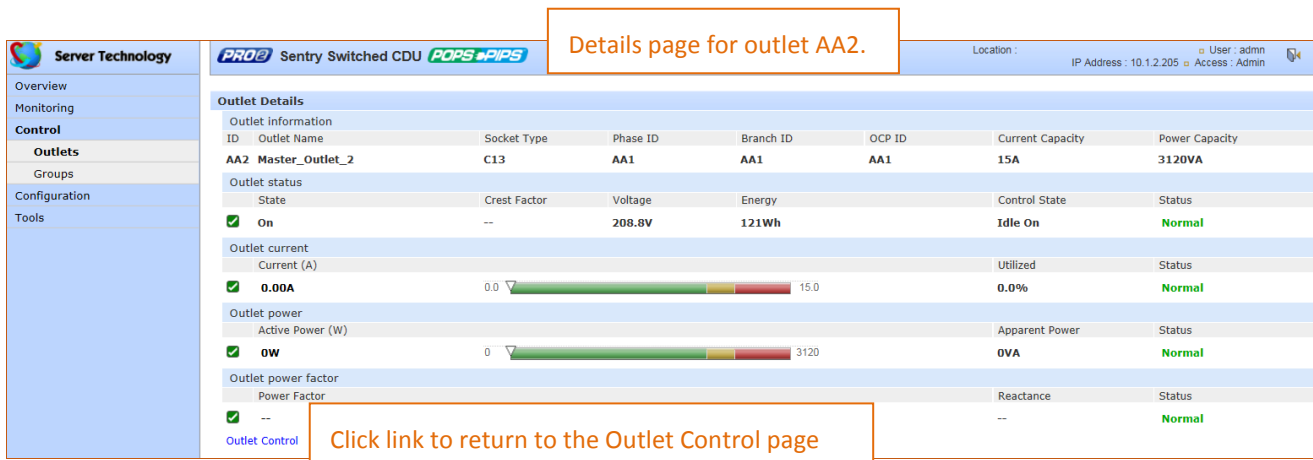 Details page for outlet AA2.
Server Technology
PRO2 Sentry Switched CDU POPS PIPS
Location :
User : admn
IP Address : 10.1.2.205 Access : Admin
Overview
Monitoring
Control
Outlets
Groups
Configuration
Tools
Outlet Details
Outlet information
ID Outlet Name Socket Type Phase ID Branch ID OCP ID Current Capacity Power Capacity
AA2 Master_Outlet_2 C13 AA1 AA1 AA1 15A 3120VA
Outlet status
State Crest Factor Voltage Energy Control State Status
On -- 208.8V 121Wh Idle On Normal
Outlet current
Current (A) Utilized Status
0.00A 0.0 15.0 0.0% Normal
Outlet power
Active Power (W) Apparent Power Status
0W 0 3120 0VA Normal
Outlet power factor
Power Factor Reactance Status
-- -- Normal
Outlet Control
Click link to return to the Outlet Control page